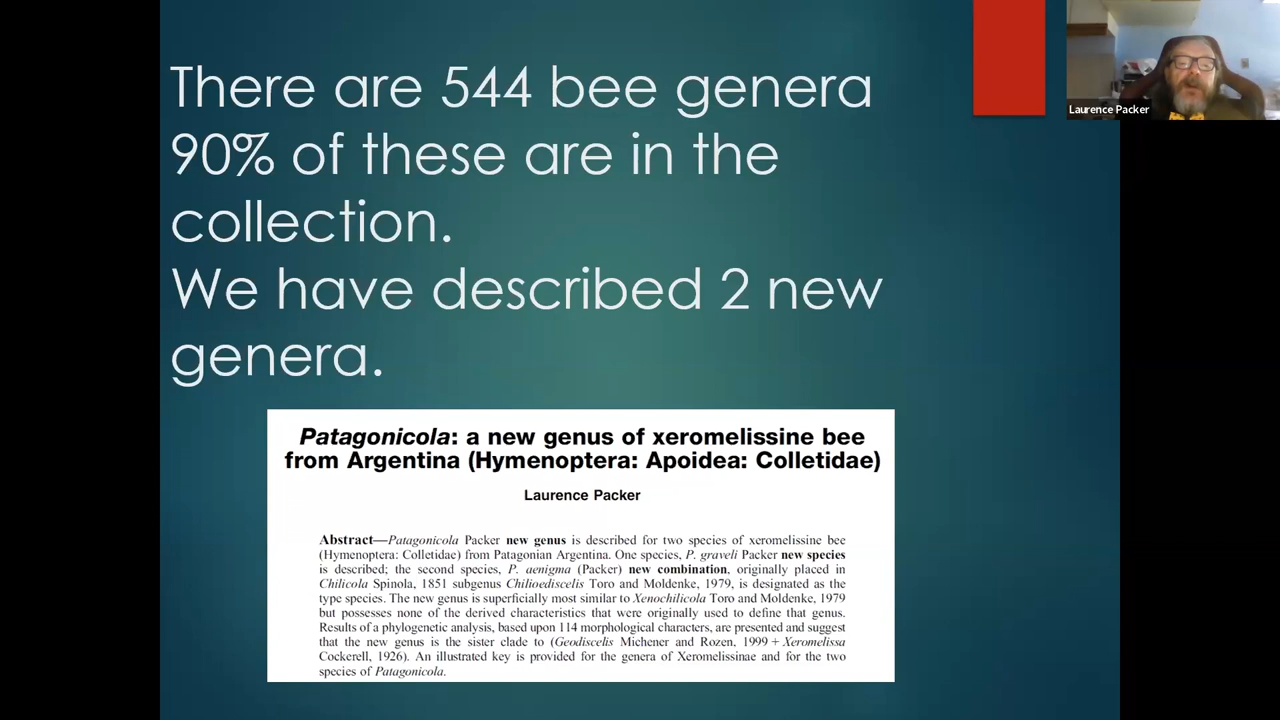 There are 544 bee genera
90% of these are in the
collection.
We have described 2 new
genera.
Laurence Packer
Patagonicola: a new genus of xeromelissine bee
from Argentina (Hymenoptera: Apoidea: Colletidae)
Laurence Packer
Abstract—Patagonicola Packer new genus is described for two species of xeromelissine bee
(Hymenoptera: Colletidae) from Patagonian Argentina. One species, P. graveli Packer new species
is described; the second species, P. aenigma (Packer) new combination, originally placed in
Chilicola Spinola, 1851 subgenus Chilioediscelis Toro and Moldenke, 1979, is designated as the
type species. The new genus is superficially most similar to Xenochilicola Toro and Moldenke, 1979
but possesses none of the derived characteristics that were originally used to define that genus.
Results of a phylogenetic analysis, based upon 114 morphological characters, are presented and suggest
that the new genus is the sister clade to (Geodiscelis Michener and Rozen, 1999 + Xeromelissa
Cockerell, 1926). An illustrated key is provided for the genera of Xeromelissinae and for the two
species of Patagonicola.